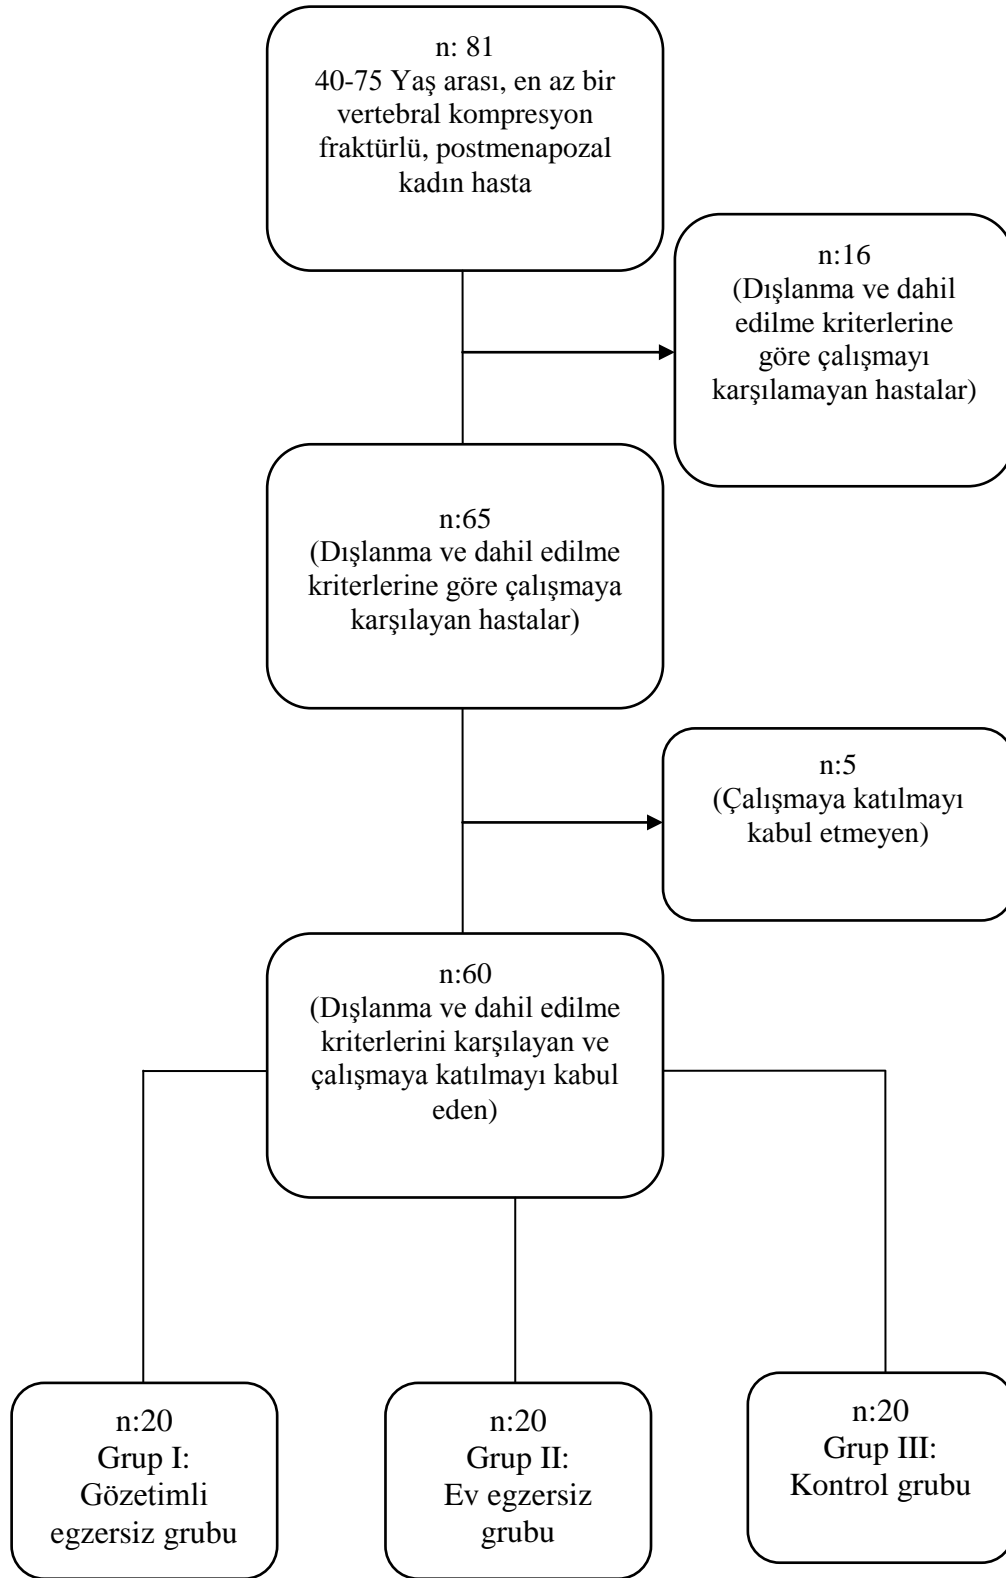 n: 81
40-75 Yaş arası, en az bir
vertebral kompresyon
fraktürlü, postmenapozal
kadın hasta
n:16
(Dışlanma ve dahil
edilme kriterlerine
göre çalışmayı
karşılamayan hastalar)
n:65
(Dışlanma ve dahil edilme
kriterlerine göre çalışmaya
karşılayan hastalar)
n:5
(Çalışmaya katılmayı
kabul etmeyen)
n:60
(Dışlanma ve dahil edilme
kriterlerini karşılayan ve
çalışmaya katılmayı kabul
eden)
n:20
Grup I:
Gözetimli
egzersiz grubu
n:20
Grup II:
Ev egzersiz
grubu
n:20
Grup III:
Kontrol grubu